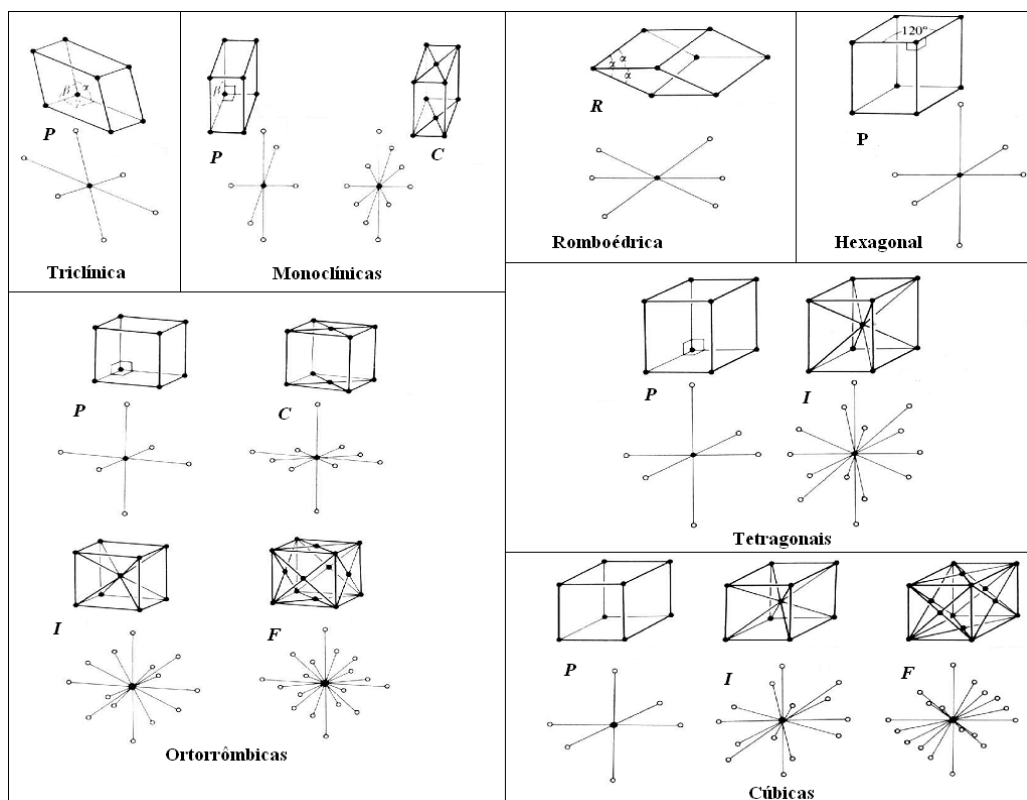 β α
P
Triclínica
β
P
C
Monoclínicas
α α
α
R
Romboédrica
120°
P
Hexagonal
P
C
I
F
Ortorrômbicas
P
I
Tetragonais
P
I
F
Cúbicas